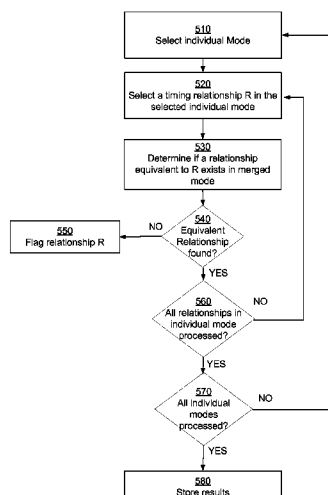 510
Select individual Mode
520
Select a timing relationship R in the
selected individual mode
530
Determine if a relationship
equivalent to R exists in merged
mode
540
Equivalent
Relationship
found?
NO
550
Flag relationship R
YES
560
All relationships in
individual mode
processed?
NO
YES
570
All individual
modes
processed?
NO
YES
580
Store results